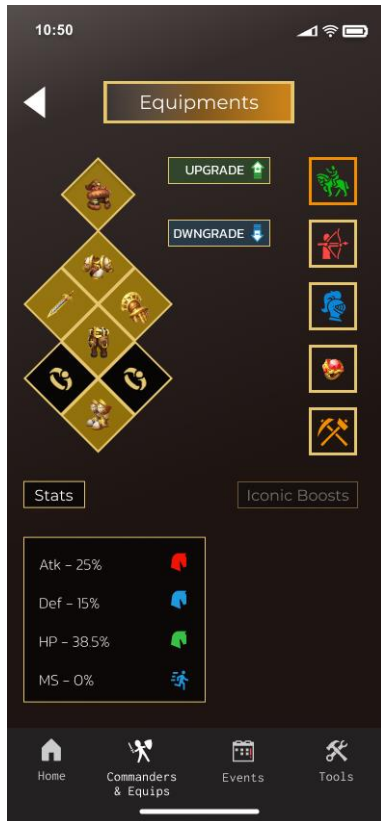 10:50
Equipments
UPGRADE
DWNGRADE
Stats
Iconic Boosts
Atk – 25%
Def – 15%
HP – 38.5%
MS – 0%
Home
Commanders
& Equips
Events
Tools